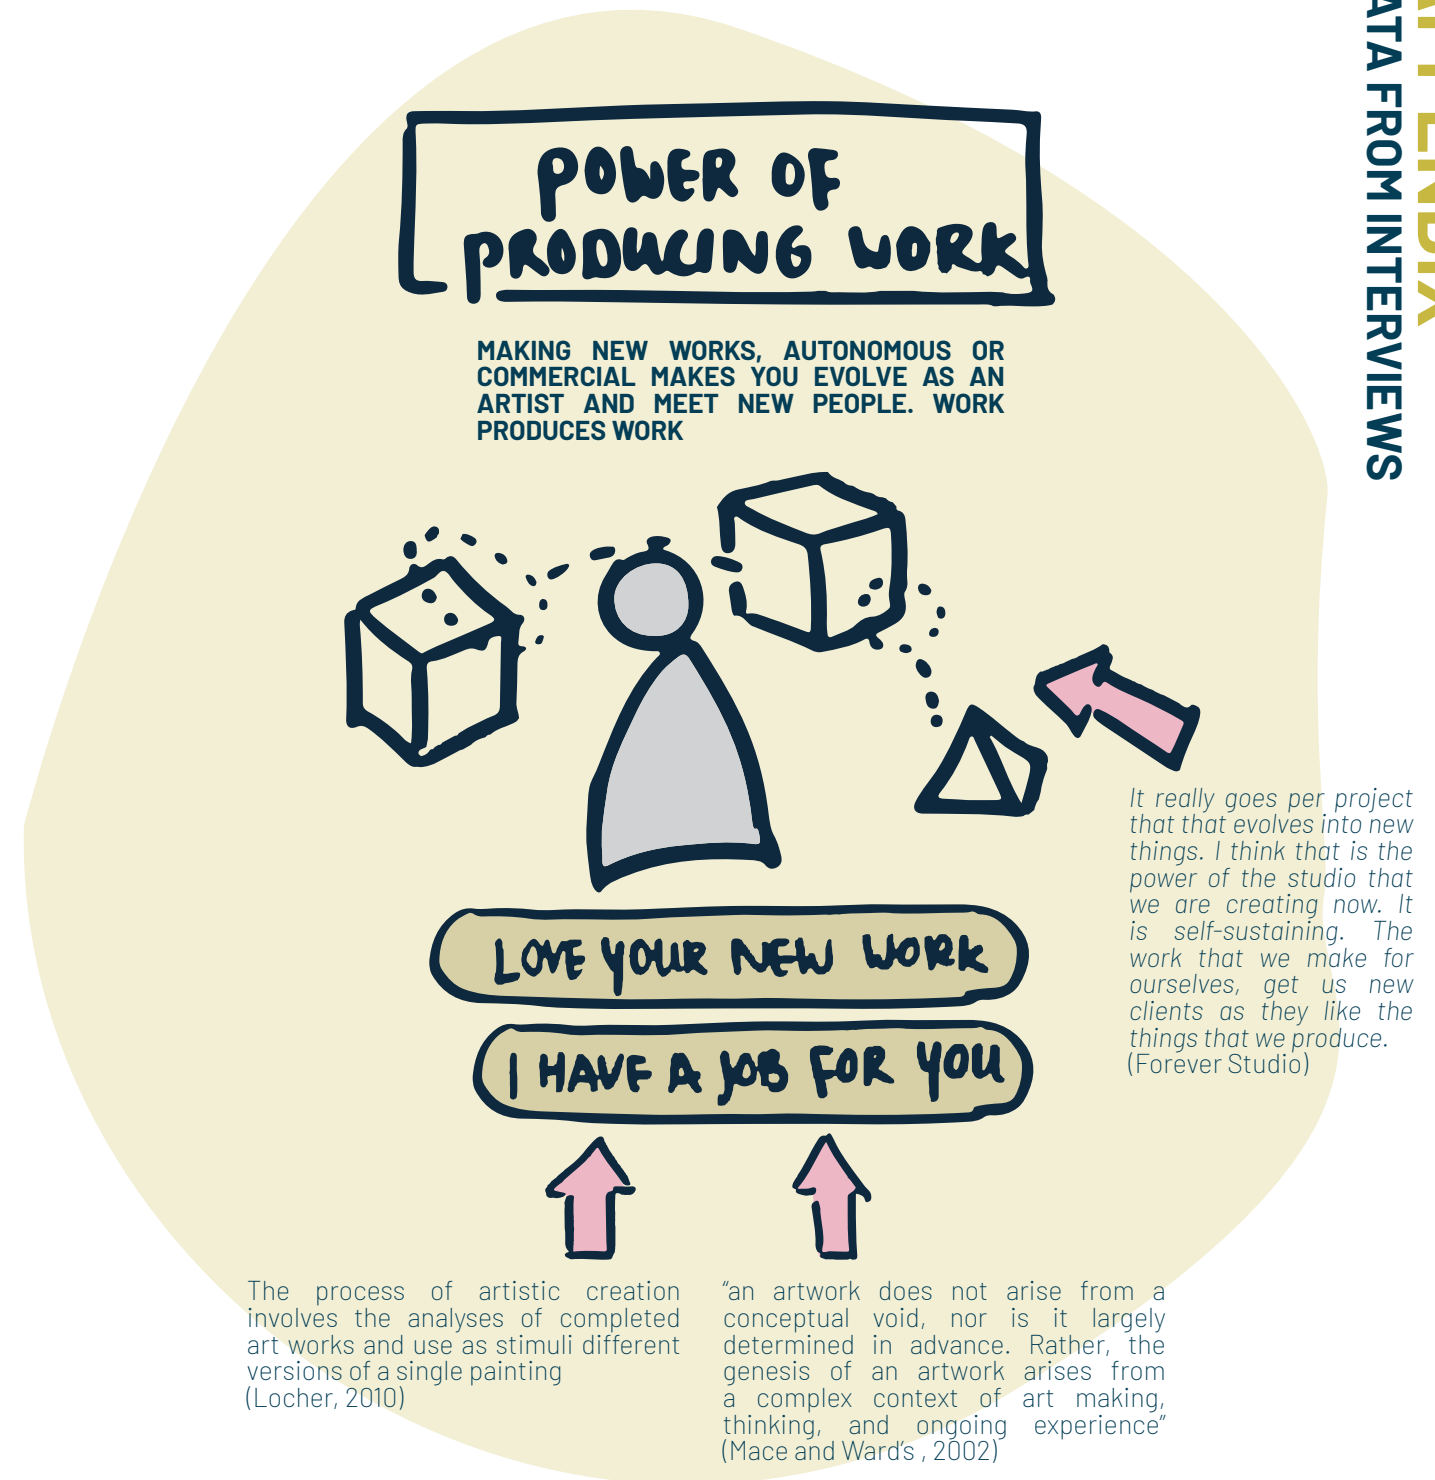 ATA FROM INTERVIEWS
POWER OF
PRODUCING WORK
MAKING NEW WORKS, AUTONOMOUS OR
COMMERCIAL MAKES YOU EVOLVE AS AN
ARTIST AND MEET NEW PEOPLE. WORK
PRODUCES WORK
It really goes per project
that that evolves into new
things. I think that is the
power of the studio that
we are creating now. It
is self-sustaining. The
work that we make for
ourselves, get us new
clients as they like the
things that we produce.
(Forever Studio)
LOVE YOUR NEW WORK
I HAVE A JOB FOR YOU
The process of artistic creation
involves the analyses of completed
art works and use as stimuli different
versions of a single painting
(Locher, 2010)
“an artwork does not arise from a
conceptual void, nor is it largely
determined in advance. Rather, the
genesis of an artwork arises from
a complex context of art making,
thinking, and ongoing experience”
(Mace and Ward’s , 2002)